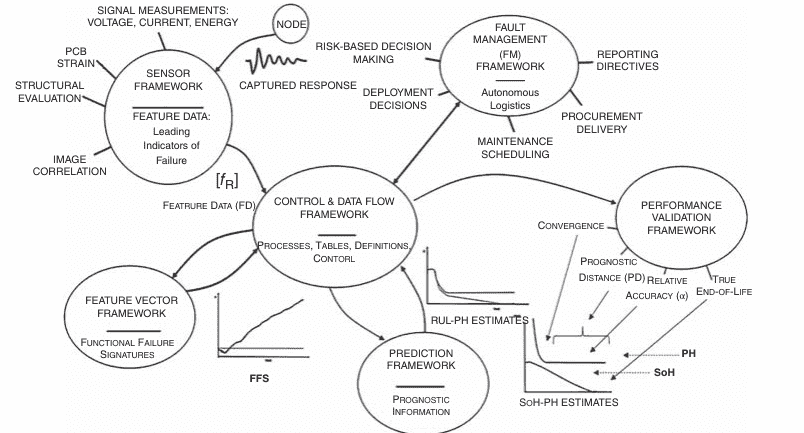 SIGNAL MEASUREMENTS:
VOLTAGE, CURRENT, ENERGY
NODE
PCB
STRAIN
STRUCTURAL
EVALUATION
IMAGE
CORRELATION
SENSOR
FRAMEWORK
FEATURE DATA:
Leading
Indicators of
Failure
CAPTURED RESPONSE
RISK-BASED DECISION
MAKING
DEPLOYMENT
DECISIONS
FAULT
MANAGEMENT
(FM)
FRAMEWORK
Autonomous
Logistics
REPORTING
DIRECTIVES
PROCUREMENT
DELIVERY
MAINTENANCE
SCHEDULING
[fR]
FEATRURE DATA (FD)
CONTROL & DATA FLOW
FRAMEWORK
PROCESSES, TABLES, DEFINITIONS,
CONTORL
PERFORMANCE
VALIDATION
FRAMEWORK
CONVERGENCE
PROGNOSTIC
DISTANCE (PD)
RELATIVE
ACCURACY (α)
TRUE
END-OF-LIFE
FEATURE VECTOR
FRAMEWORK
FUNCTIONAL FAILURE
SIGNATURES
FFS
RUL-PH ESTIMATES
PREDICTION
FRAMEWORK
PROGNOSTIC
INFORMATION
PH
SoH
SOH-PH ESTIMATES